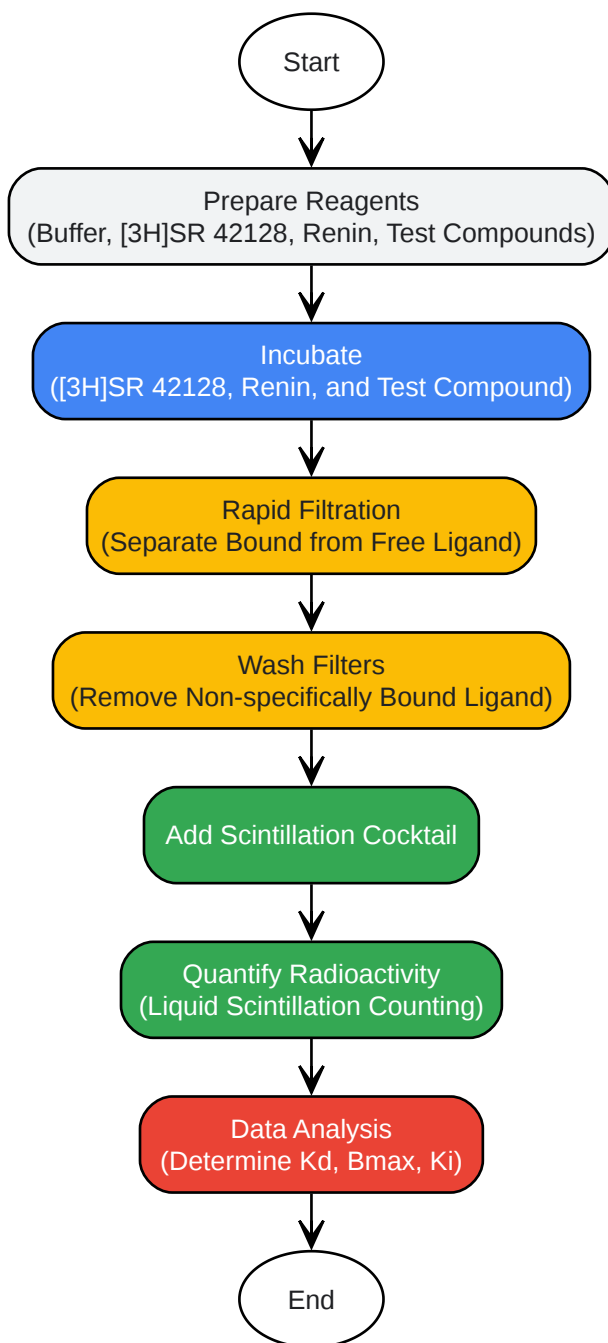 Start
Prepare Reagents
(Buffer, [3H]SR 42128, Renin, Test Compounds)
Incubate
([3H]SR 42128, Renin, and Test Compound)
Rapid Filtration
(Separate Bound from Free Ligand)
Wash Filters
(Remove Non-specifically Bound Ligand)
Add Scintillation Cocktail
Quantify Radioactivity
(Liquid Scintillation Counting)
Data Analysis
(Determine Kd, Bmax, Ki)
End